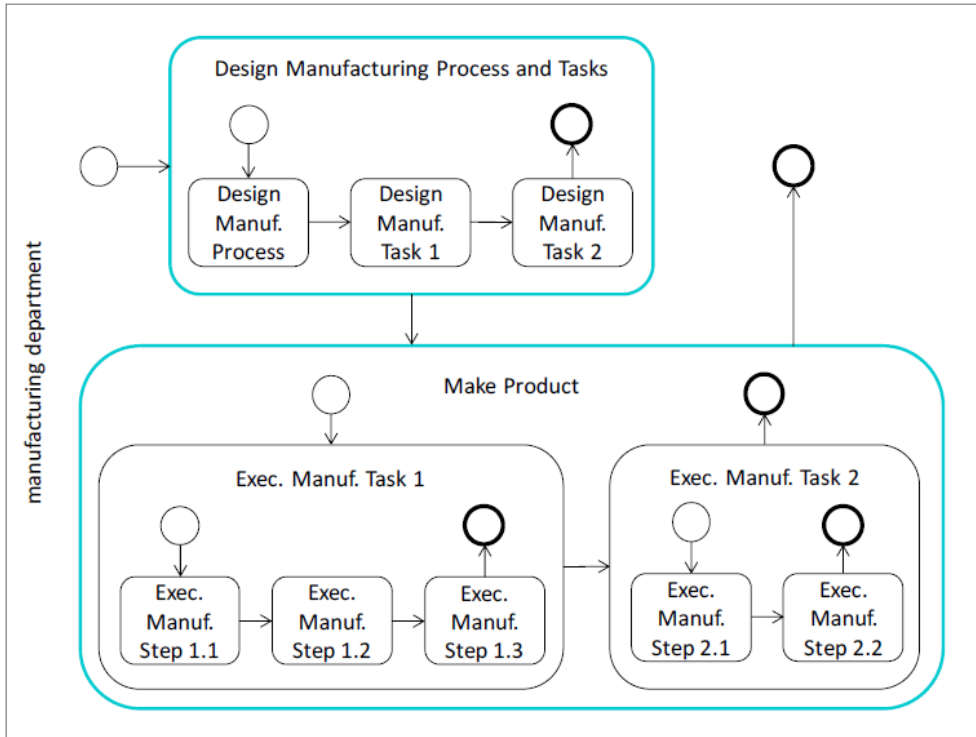 manufacturing department
Design Manufacturing Process and Tasks
Design
Manuf.
Process
Design
Manuf.
Task 1
Design
Manuf.
Task 2
Make Product
Exec. Manuf. Task 1
Exec.
Manuf.
Step 1.1
Exec.
Manuf.
Step 1.2
Exec.
Manuf.
Step 1.3
Exec. Manuf. Task 2
Exec.
Manuf.
Step 2.1
Exec.
Manuf.
Step 2.2